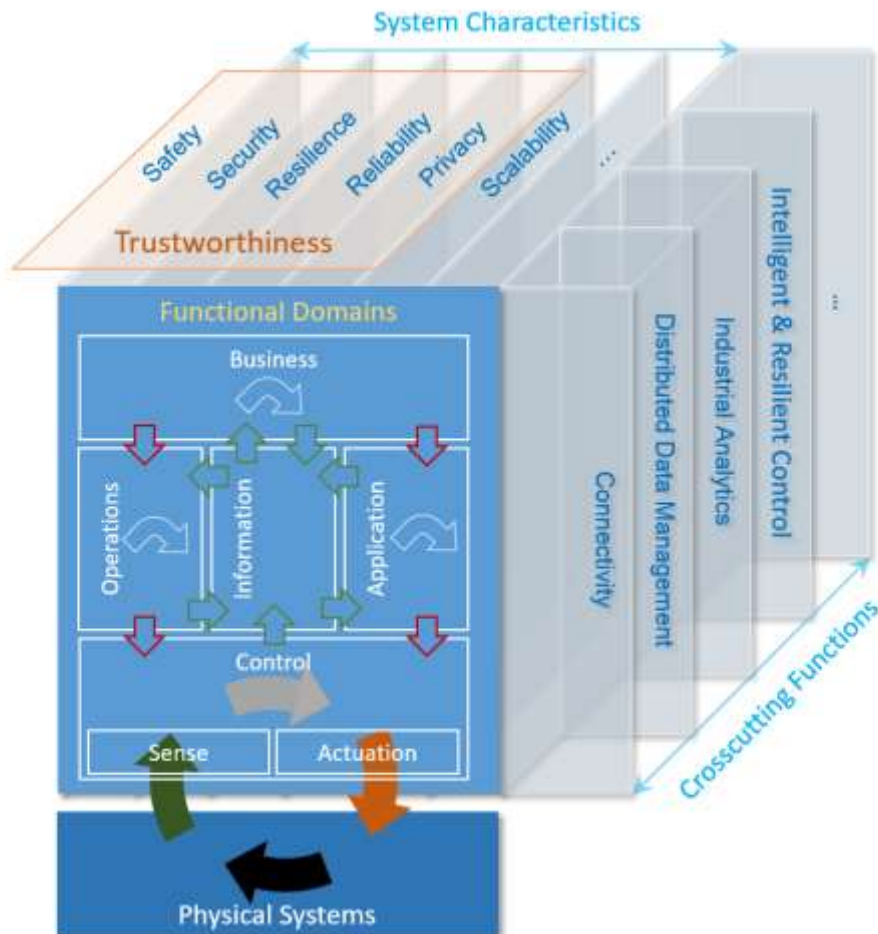 System Characteristics
Safety
Security
Resilience
Reliability
Privacy
Scalability
...
Trustworthiness
Functional Domains
Business
Operations
Information
Application
Control
Sense
Actuation
Physical Systems
Connectivity
Distributed Data Management
Industrial Analytics
Intelligent & Resilient Control
...
Crosscutting Functions